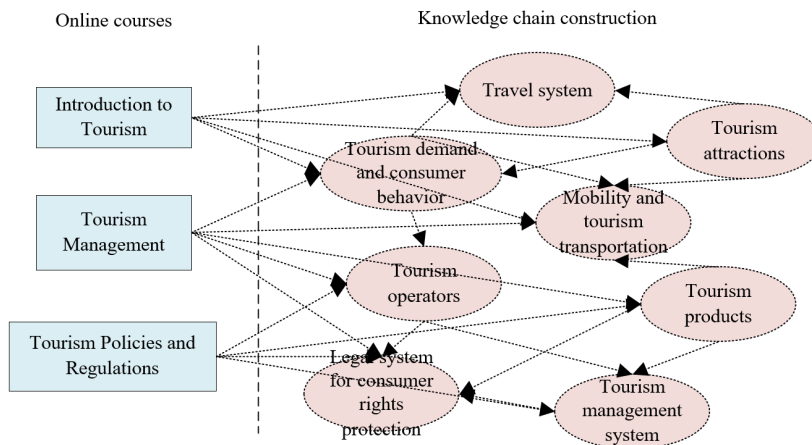 Online courses
Knowledge chain construction
Introduction to
Tourism
Tourism
Management
Tourism Policies and
Regulations
Travel system
Tourism
attractions
Tourism demand
and consumer
behavior
Mobility and
tourism
transportation
Tourism
operators
Tourism
products
Legal system
for consumer
rights
protection
Tourism
management
system